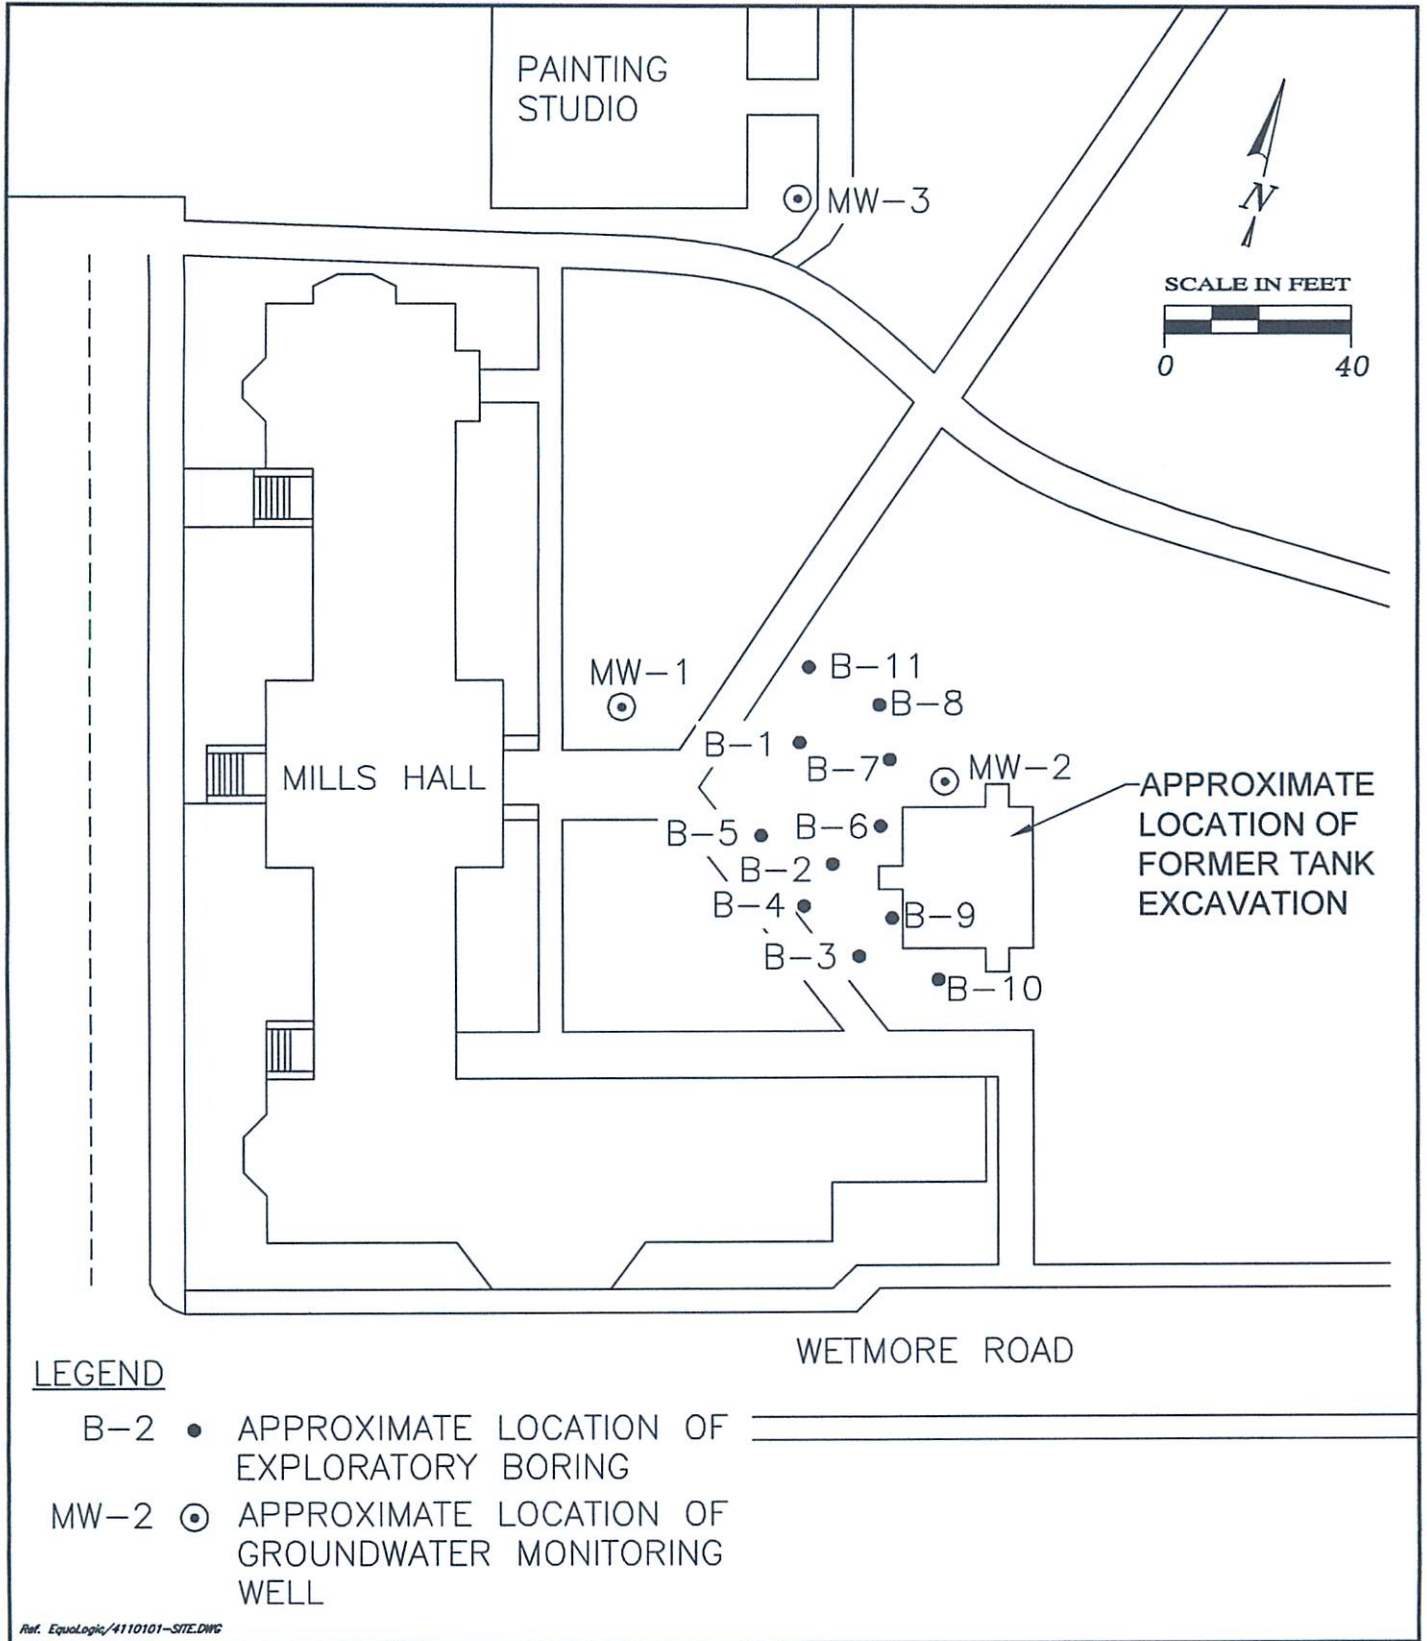 PAINTING
STUDIO
MW-3
N
SCALE IN FEET
0 40
MW-1
B-11
B-8
B-1
B-7
MW-2
MILLS HALL
APPROXIMATE
LOCATION OF
FORMER TANK
EXCAVATION
B-5
B-6
B-2
B-4
B-9
B-3
B-10
WETMORE ROAD
LEGEND
B-2 APPROXIMATE LOCATION OF
EXPLORATORY BORING
MW-2 APPROXIMATE LOCATION OF
GROUNDWATER MONITORING
WELL
Ref. EquoLogic/4110101-SITE.DWG